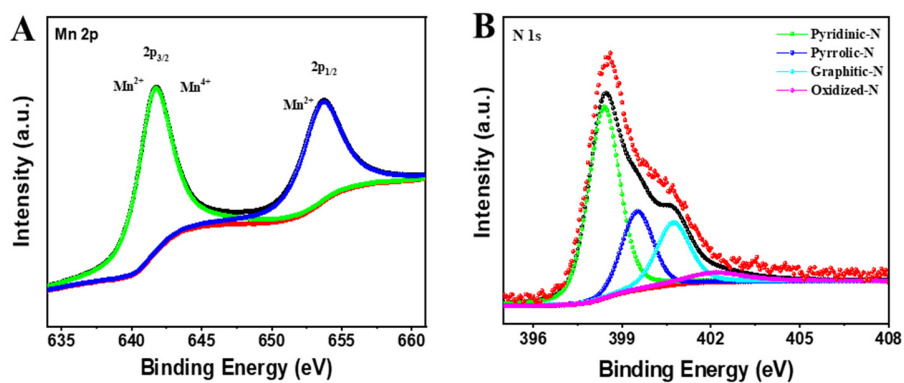 A
Mn 2p
2p3/2
Mn2+
Mn4+
2p1/2
Mn2+
Intensity (a.u.)
635 640 645 650 655 660
Binding Energy (eV)
B
N 1s
Pyridinic-N
Pyrrolic-N
Graphitic-N
Oxidized-N
Intensity (a.u.)
396 399 402 405 408
Binding Energy (eV)